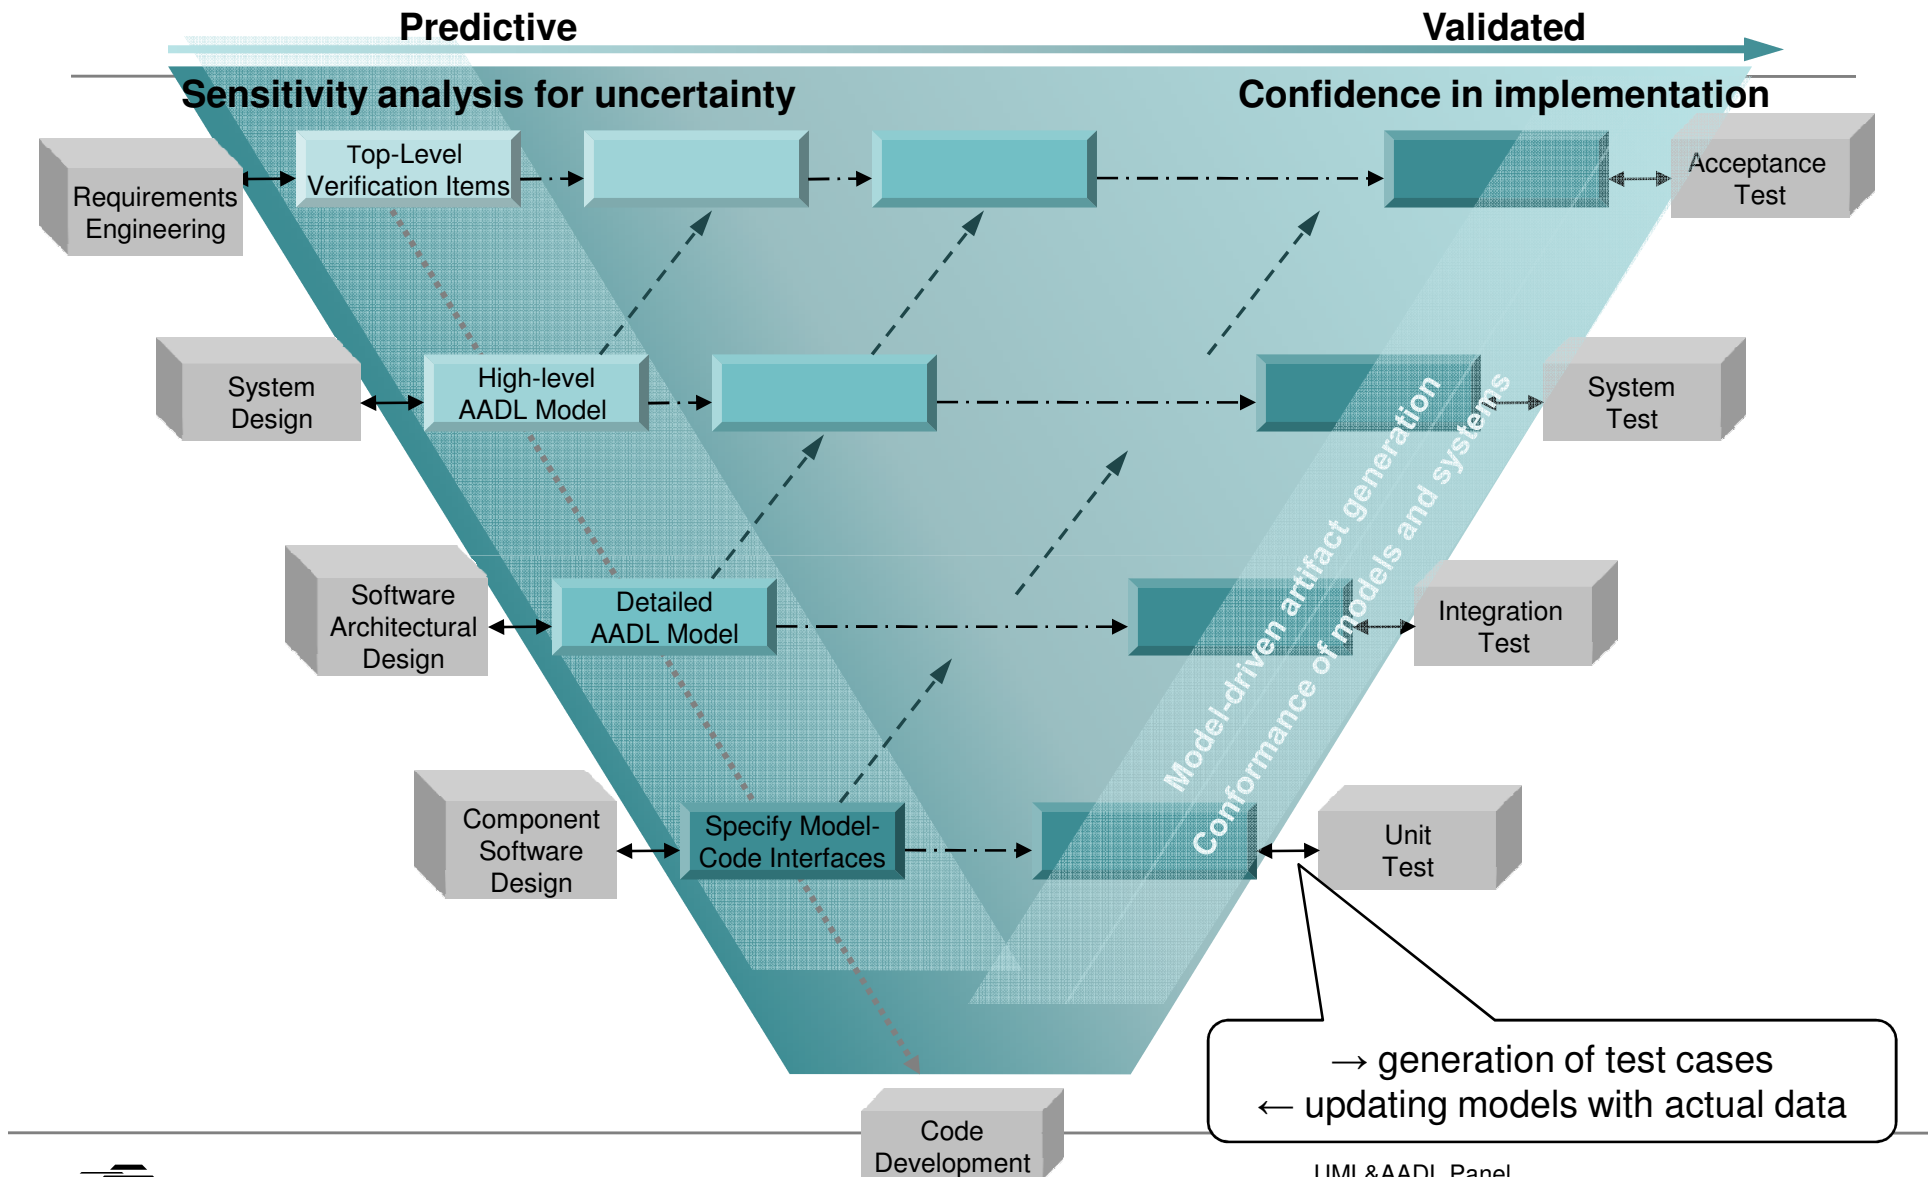 Predictive
Validated
Sensitivity analysis for uncertainty
Confidence in implementation
Requirements
Engineering
Top-Level
Verification Items
Acceptance
Test
System
Design
High-level
AADL Model
System
Test
Software
Architectural
Design
Detailed
AADL Model
Integration
Test
Model-driven artifact generation
Conformance of models and systems
Component
Software
Design
Specify Model-
Code Interfaces
Unit
Test
→ generation of test cases
← updating models with actual data
Code
Development
UML&AADL Panel